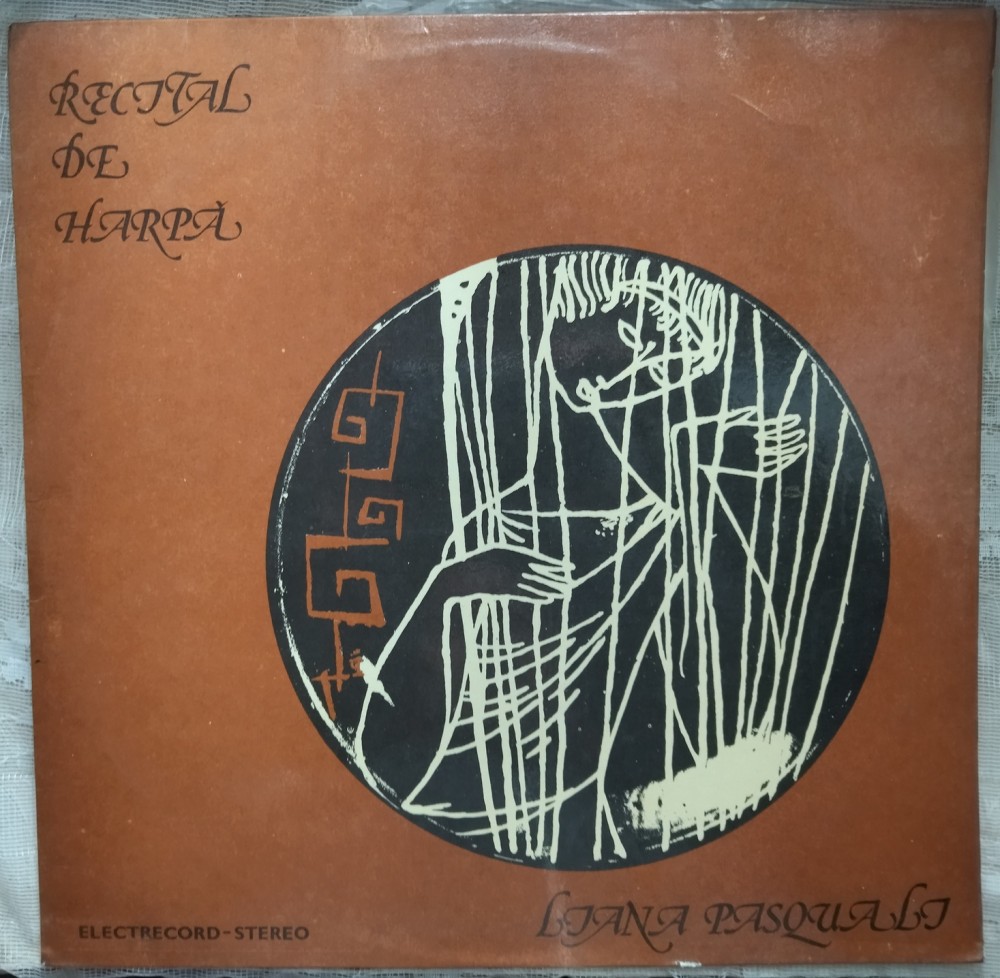 RECITAL
DE
HARPĂ
ELECTRECORD-STEREO
LIANA PASQUALI